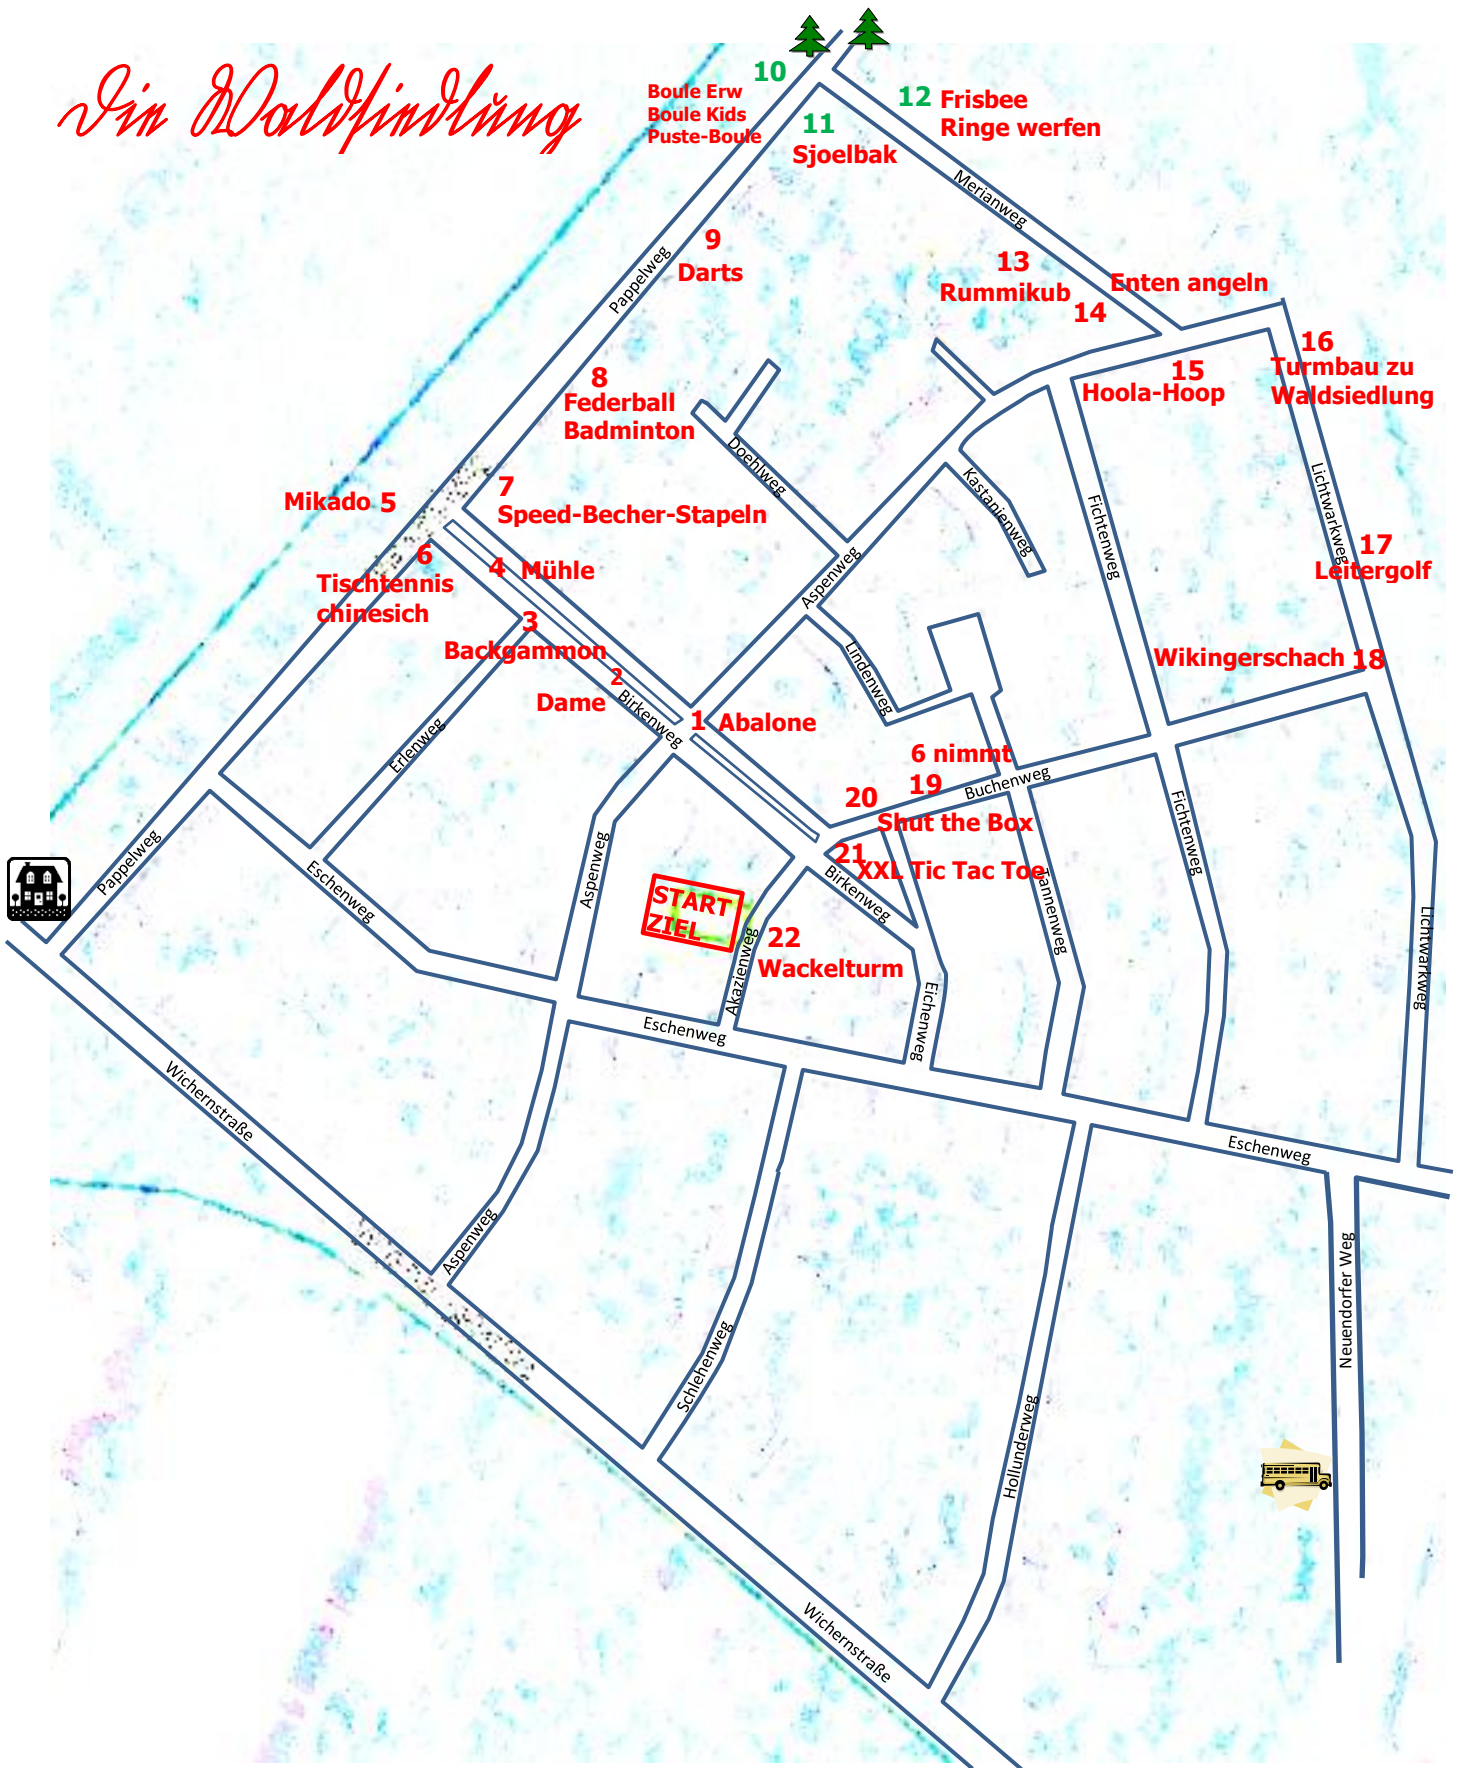 Die Waldsiedlung
10
Boule Erw
Boule Kids
Puste-Boule
11
Sjoelbak
12 Frisbee
Ringe werfen
Merianweg
9
Darts
Pappelweg
13
Rummikub
Enten angeln
14
16
Turmbau zu
Waldsiedlung
15
Hoola-Hoop
8
Federball
Badminton
Doehlweg
Kastanienweg
Fichtenweg
Lichtwarkweg
Mikado 5
7
Speed-Becher-Stapeln
6
Tischtennis
chinesich
4 Mühle
17
Leitergolf
Aspenweg
3
Backgammon
2
Dame
Birkenweg
1 Abalone
Lindenweg
Wikingerschach 18
Erlenweg
6 nimmt
19
Buchenweg
20
Shut the Box
21
XXL Tic Tac Toe
Birkenweg
Fichtenweg
Tannenweg
Pappelweg
Eschenweg
Aspenweg
START
ZIEL
Akazienweg
22
Wackelturm
Eichenweg
Lichtwarkweg
Eschenweg
Wichernstraße
Eschenweg
Aspenweg
Schlehenweg
Hollunderweg
Neuendorfer Weg
Wichernstraße